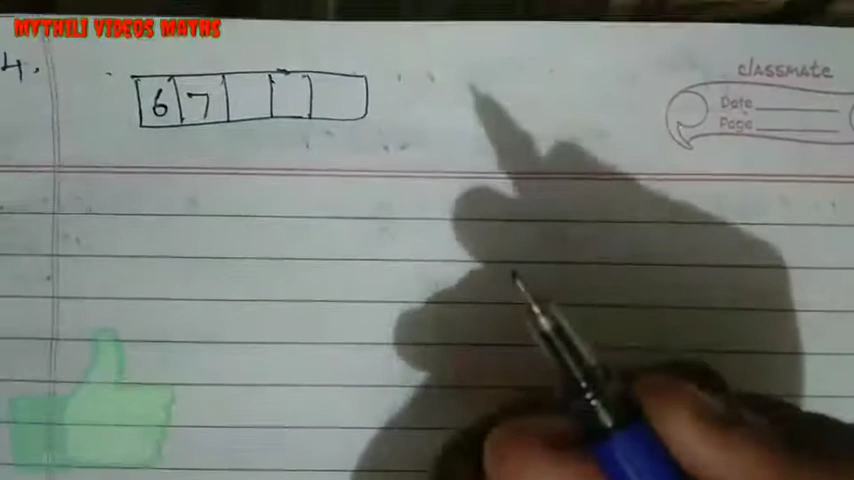 MYTHILI VIDEOS MATHS
4.
6 7
classmate
Date
Page